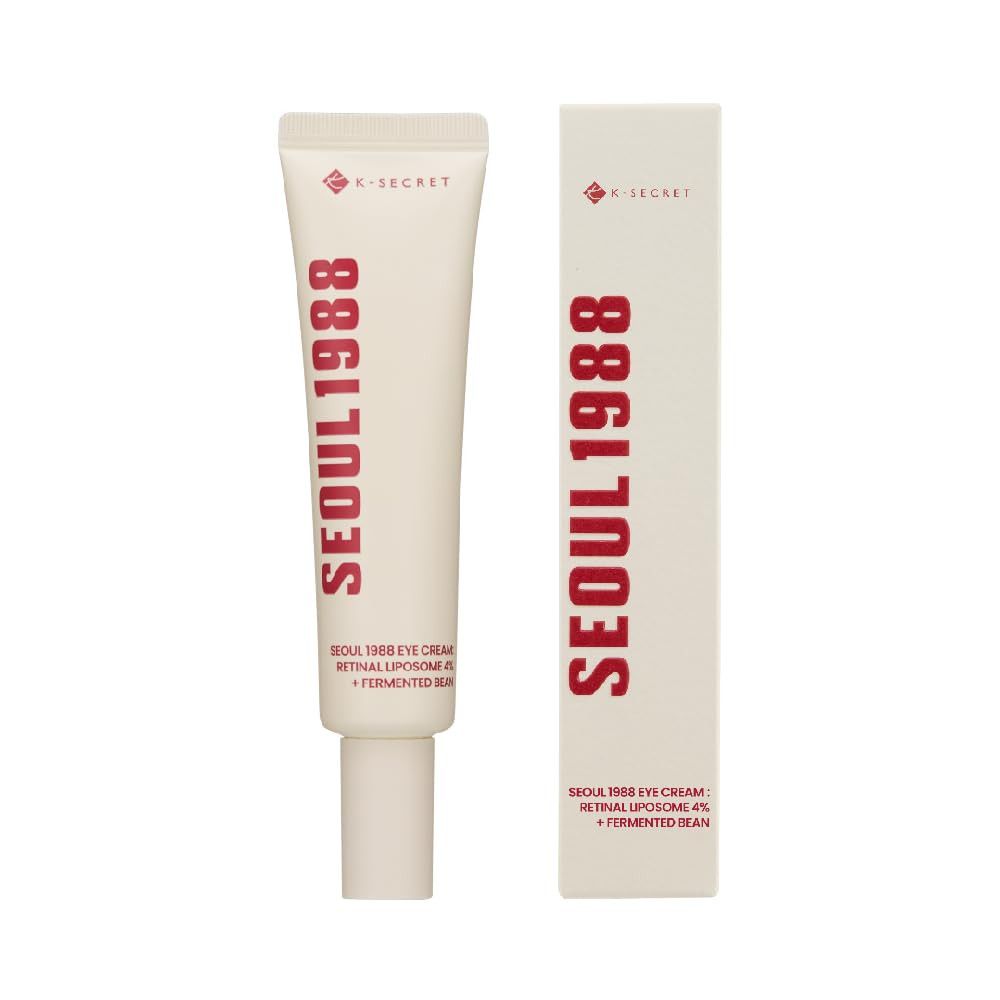 K-SECRET
SEOUL1988
SEOUL 1988 EYE CREAM:
RETINAL LIPOSOME 4%
+ FERMENTED BEAN
K-SECRET
SEOUL1988
SEOUL 1988 EYE CREAM :
RETINAL LIPOSOME 4%
+ FERMENTED BEAN